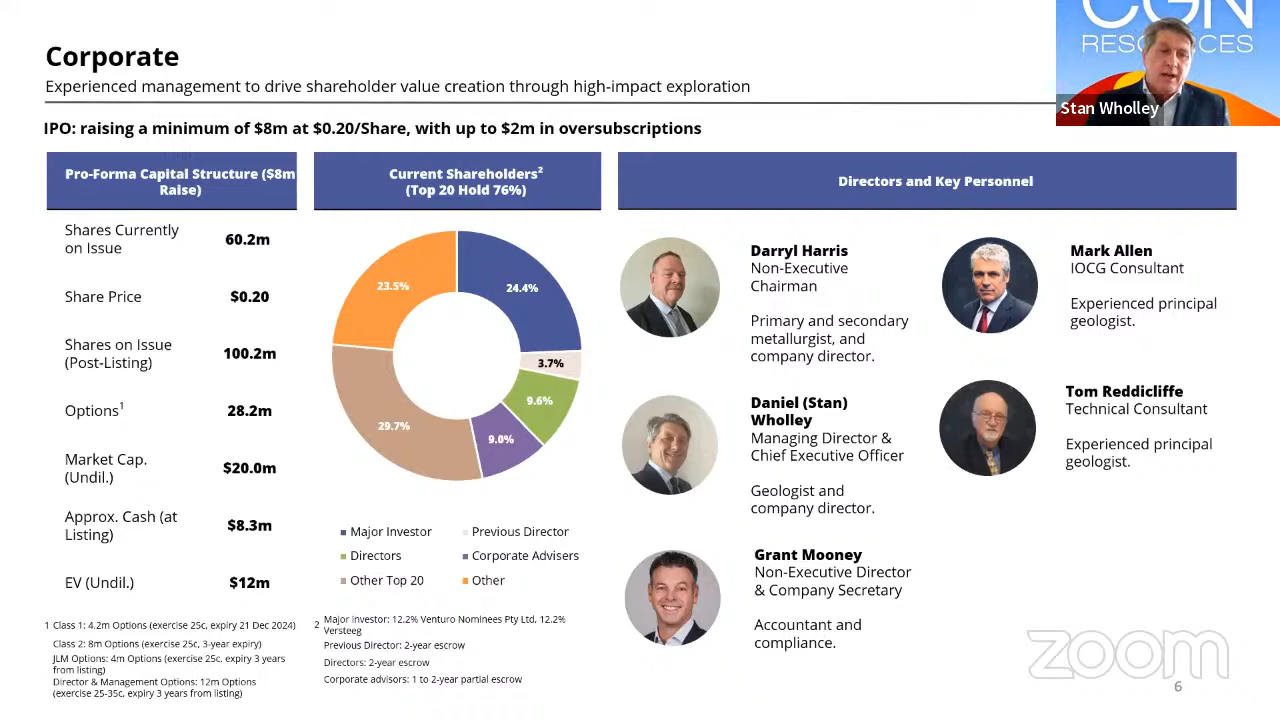 Corporate
Experienced management to drive shareholder value creation through high-impact exploration
CGN
RESOURCES
Stan Wholley
IPO: raising a minimum of $8m at $0.20/Share, with up to $2m in oversubscriptions
Pro-Forma Capital Structure ($8m
Raise)
Shares Currently
on Issue
60.2m
Share Price
$0.20
Shares on Issue
(Post-Listing)
100.2m
Options1
28.2m
Market Cap.
(Undil.)
$20.0m
Approx. Cash (at
Listing)
$8.3m
EV (Undil.)
$12m
1 Class 1: 4.2m Options (exercise 25c, expiry 21 Dec 2024)
Class 2: 8m Options (exercise 25c, 3-year expiry)
JLM Options: 4m Options (exercise 25c, expiry 3 years
from listing)
Director & Management Options: 12m Options
(exercise 25-35c, expiry 3 years from listing)
Current Shareholders2
(Top 20 Hold 76%)
23.5%
24.4%
3.7%
9.6%
9.0%
29.7%
Major Investor
Previous Director
Directors
Corporate Advisers
Other Top 20
Other
2 Major Investor: 12.2% Venturo Nominees Pty Ltd, 12.2%
Versteeg
Previous Director: 2-year escrow
Directors: 2-year escrow
Corporate advisors: 1 to 2-year partial escrow
Directors and Key Personnel
Darryl Harris
Non-Executive
Chairman
Primary and secondary
metallurgist, and
company director.
Daniel (Stan)
Wholley
Managing Director &
Chief Executive Officer
Geologist and
company director.
Grant Mooney
Non-Executive Director
& Company Secretary
Accountant and
compliance.
Mark Allen
IOCG Consultant
Experienced principal
geologist.
Tom Reddicliffe
Technical Consultant
Experienced principal
geologist.
zoom
6